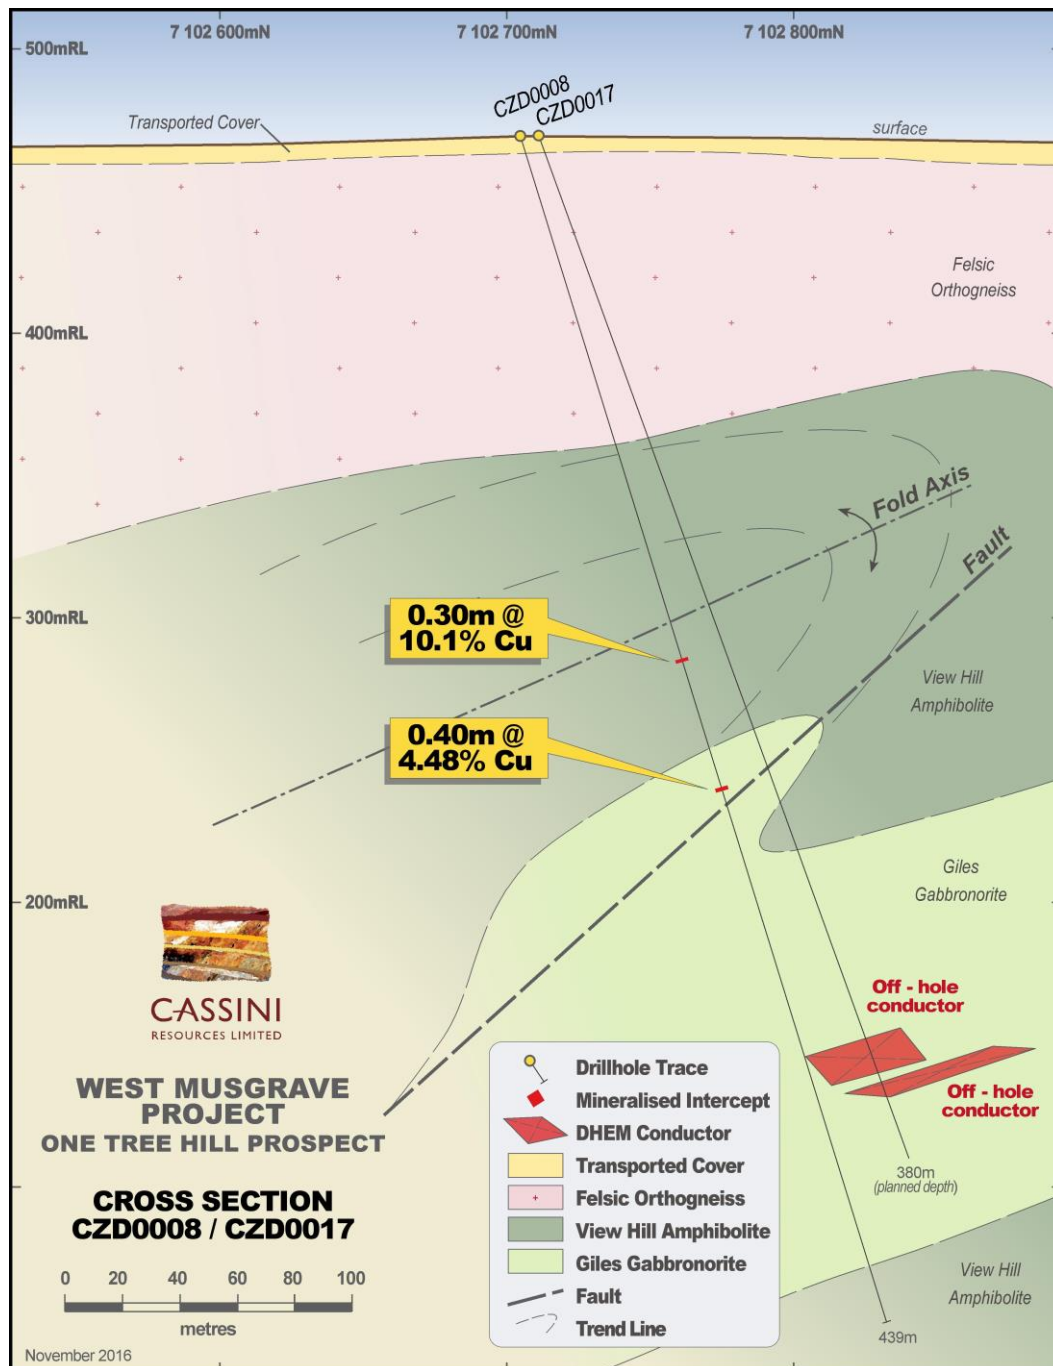 7 102 600mN
7 102 700mN
7 102 800mN
500mRL
CZD0008
CZD0017
Transported Cover
surface
Felsic
Orthogneiss
400mRL
Fold Axis
Fault
300mRL
0.30m @
10.1% Cu
View Hill
Amphibolite
0.40m @
4.48% Cu
Giles
Gabbronorite
200mRL
CASSINI
RESOURCES LIMITED
Off - hole
conductor
Off - hole
conductor
WEST MUSGRAVE
PROJECT
ONE TREE HILL PROSPECT
CROSS SECTION
CZD0008 / CZD0017
0 20 40 60 80 100
metres
November 2016
Drillhole Trace
Mineralised Intercept
DHEM Conductor
Transported Cover
Felsic Orthogneiss
View Hill Amphibolite
Giles Gabbronorite
Fault
Trend Line
380m
(planned depth)
View Hill
Amphibolite
439m